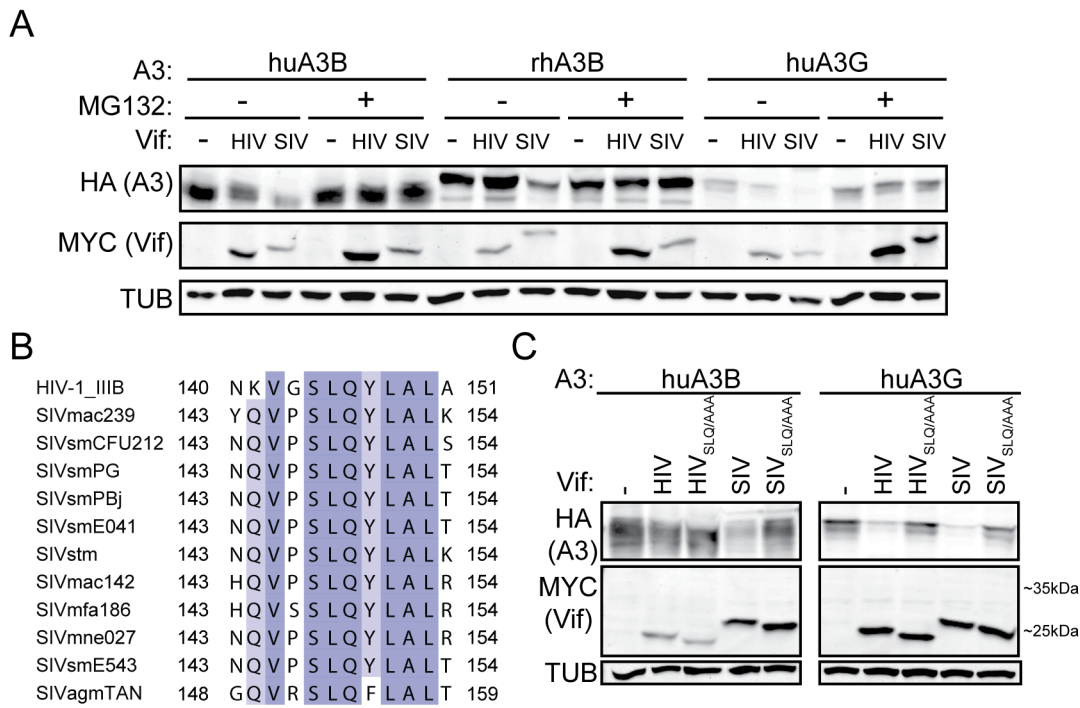 A
A3: huA3B rhA3B huA3G
MG132: - + - + - +
Vif: - HIV SIV - HIV SIV - HIV SIV - HIV SIV - HIV SIV - HIV SIV
HA (A3)
MYC (Vif)
TUB
B
HIV-1_IIIB 140 N K V G S L Q Y L A L A 151
SIVmac239 143 Y Q V P S L Q Y L A L K 154
SIVsmCFU212 143 N Q V P S L Q Y L A L S 154
SIVsmPG 143 N Q V P S L Q Y L A L T 154
SIVsmPBj 143 N Q V P S L Q Y L A L T 154
SIVsmE041 143 N Q V P S L Q Y L A L T 154
SIVstm 143 N Q V P S L Q Y L A L K 154
SIVmac142 143 H Q V P S L Q Y L A L R 154
SIVmfa186 143 H Q V S S L Q Y L A L R 154
SIVmne027 143 N Q V P S L Q Y L A L R 154
SIVsmE543 143 N Q V P S L Q Y L A L T 154
SIVagmTAN 148 G Q V R S L Q F L A L T 159
C
A3: huA3B huA3G
Vif: - HIV HIVSLQ/AAA SIV SIVSLQ/AAA - HIV HIVSLQ/AAA SIV SIVSLQ/AAA
HA
(A3)
MYC
(Vif)
~35kDa
~25kDa
TUB